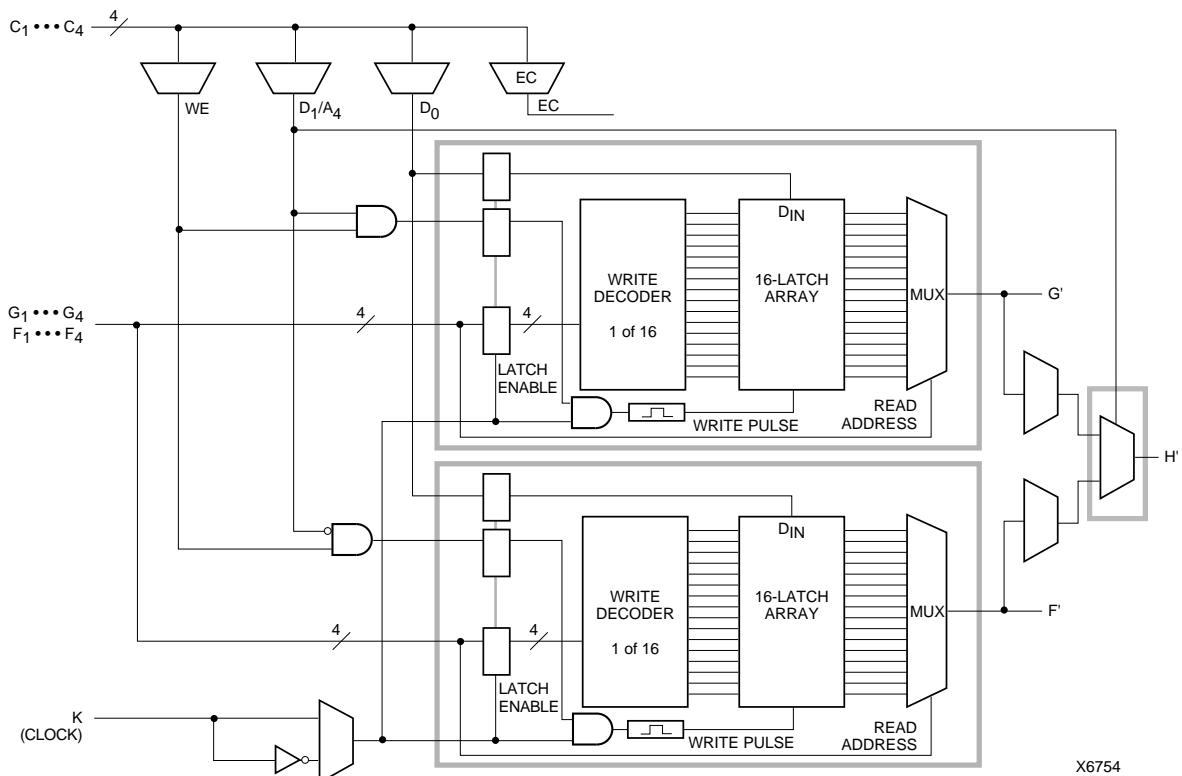 C1 ••• C4
4
WE
D1/A4
D0
EC
EC
DIN
WRITE
DECODER
1 of 16
16-LATCH
ARRAY
MUX
G'
G1 ••• G4
F1 ••• F4
4
4
LATCH
ENABLE
WRITE PULSE
READ
ADDRESS
H'
DIN
WRITE
DECODER
1 of 16
16-LATCH
ARRAY
MUX
F'
4
4
LATCH
ENABLE
WRITE PULSE
READ
ADDRESS
K
(CLOCK)
X6754